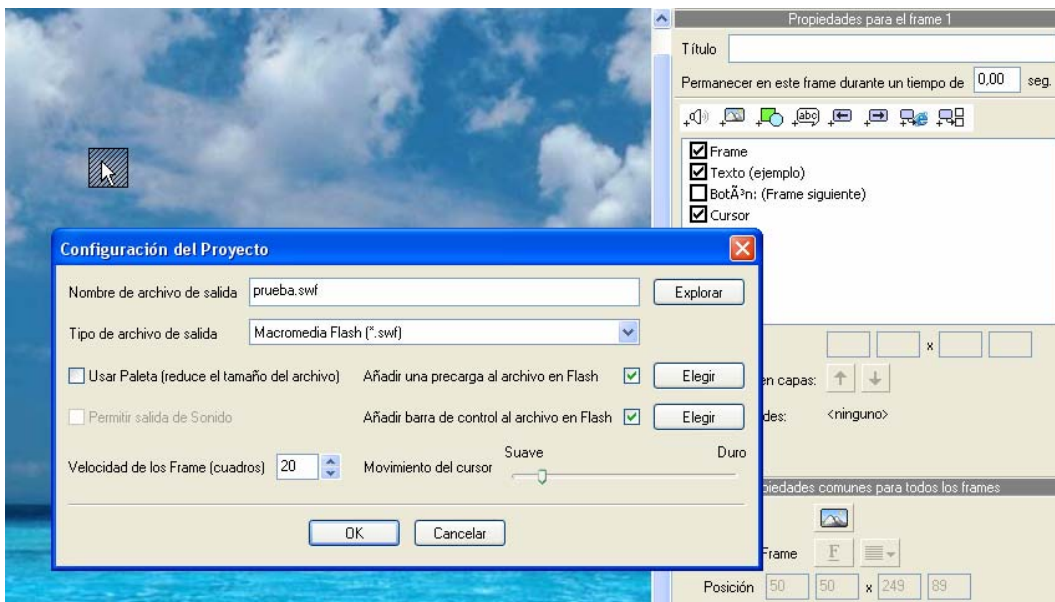 Propiedades para el frame 1
Título
Permanecer en este frame durante un tiempo de 0,00 seg.
abc
Frame
Texto (ejemplo)
BotÃ³n: (Frame siguiente)
Cursor
Configuración del Proyecto
Nombre de archivo de salida prueba.swf Explorar
Tipo de archivo de salida Macromedia Flash (*.swf)
x
Usar Paleta (reduce el tamaño del archivo) Añadir una precarga al archivo en Flash Elegir
en capas:
Permitir salida de Sonido Añadir barra de control al archivo en Flash Elegir
des: <ninguno>
Suave Duro
Velocidad de los Frame (cuadros) 20 Movimiento del cursor
piedades comunes para todos los frames
OK Cancelar
Frame F
Posición 50 50 x 249 89